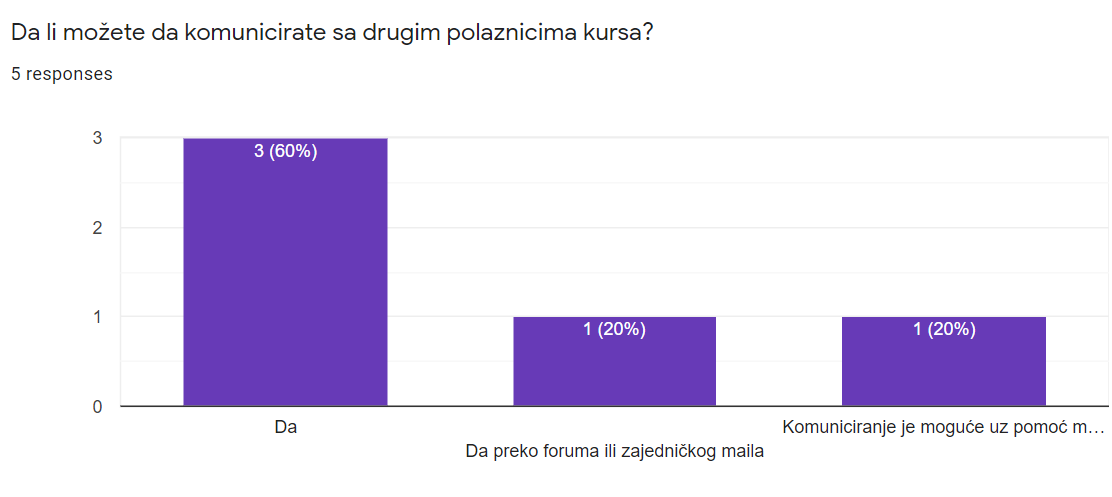 Da li možete da komunicirate sa drugim polaznicima kursa?
5 responses
3
2
1
0
3 (60%)
1 (20%)
1 (20%)
Da
Da preko foruma ili zajedničkog maila
Komuniciranje je moguće uz pomoć m…